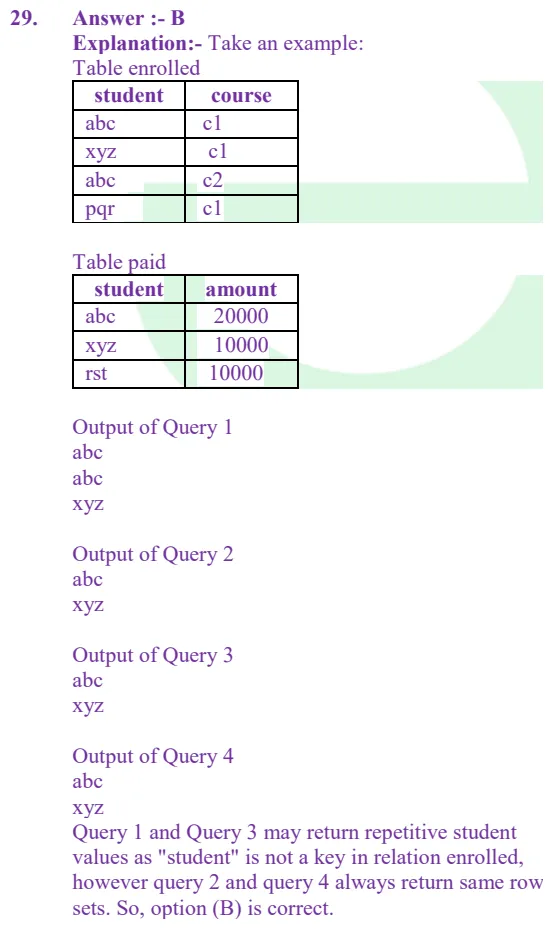 29. Answer :- B
Explanation:- Take an example:
Table enrolled
student course
abc c1
xyz c1
abc c2
pqr c1
Table paid
student amount
abc 20000
xyz 10000
rst 10000
Output of Query 1
abc
abc
xyz
Output of Query 2
abc
xyz
Output of Query 3
abc
xyz
Output of Query 4
abc
xyz
Query 1 and Query 3 may return repetitive student
values as "student" is not a key in relation enrolled,
however query 2 and query 4 always return same row
sets. So, option (B) is correct.